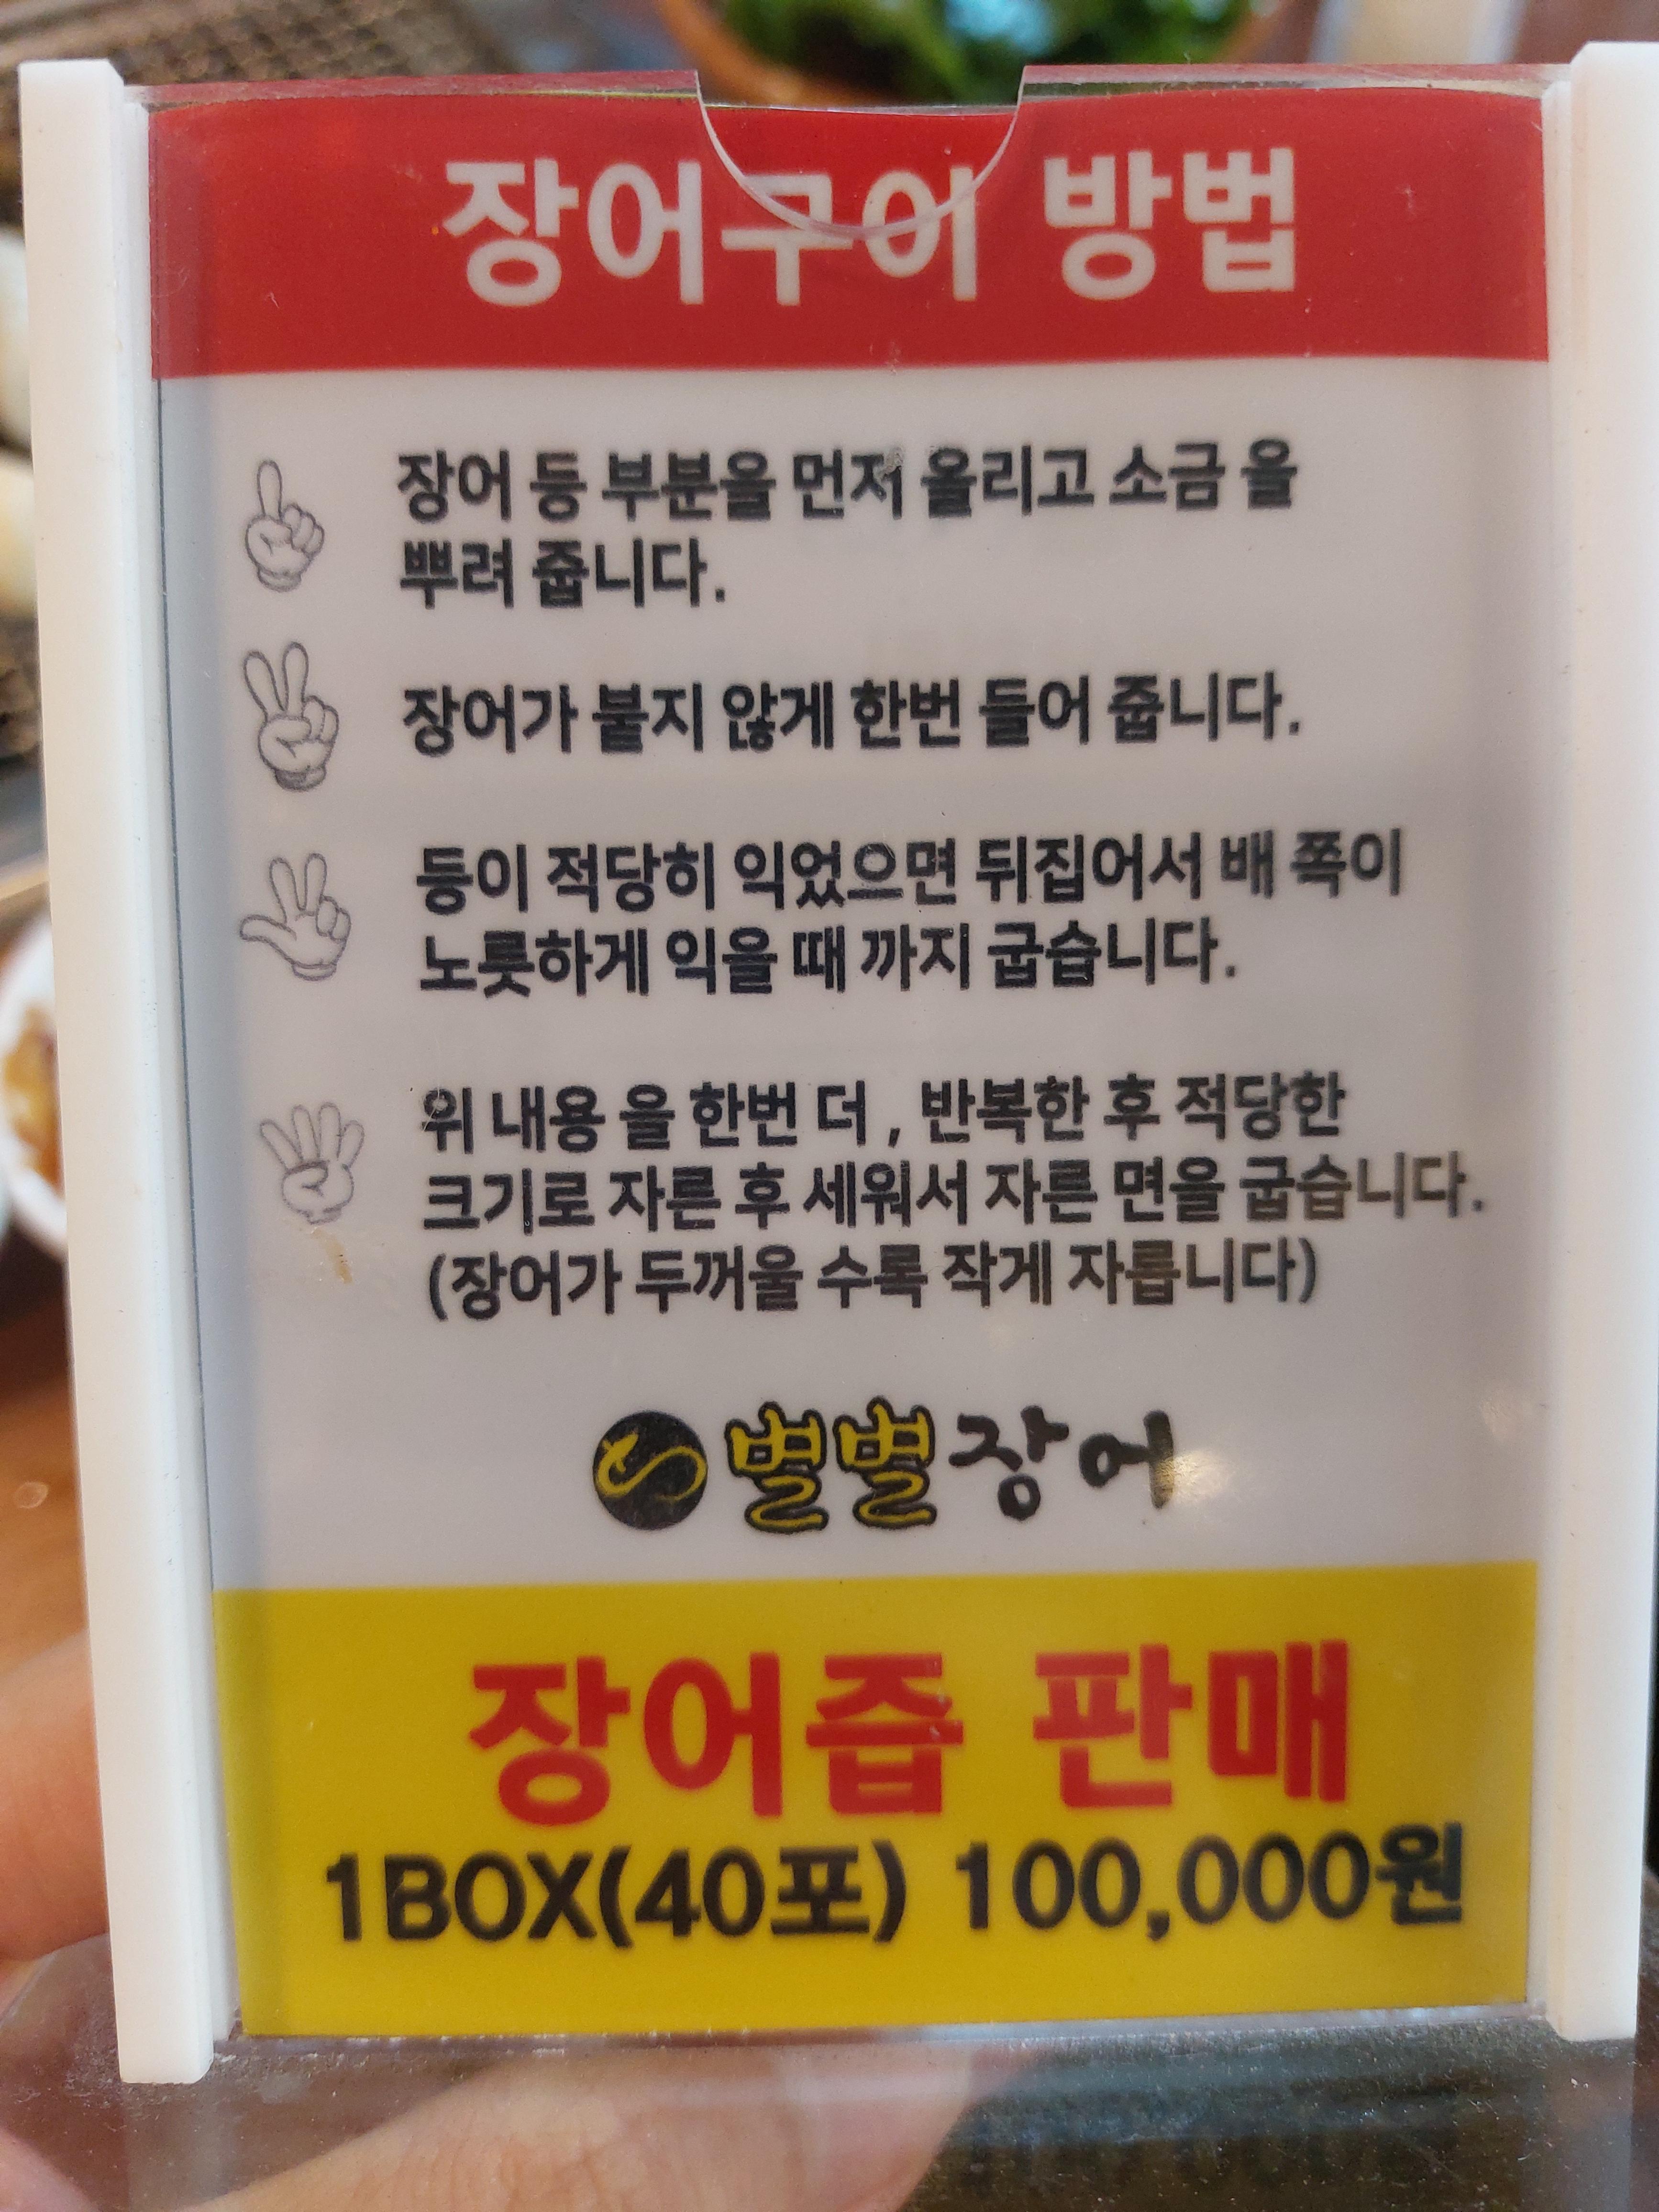 장어구이 방법
장어 등 부분을 먼저 올리고 소금 을
뿌려 줍니다.
장어가 붙지 않게 한번 들어 줍니다.
등이 적당히 익었으면 뒤집어서 배 쪽이
노릇하게 익을 때 까지 굽습니다.
위 내용 을 한번 더 , 반복한 후 적당한
크기로 자른 후 세워서 자른 면을 굽습니다.
(장어가 두꺼울 수록 작게 자릅니다)
별별장어
장어즙 판매
1BOX(40포) 100,000원